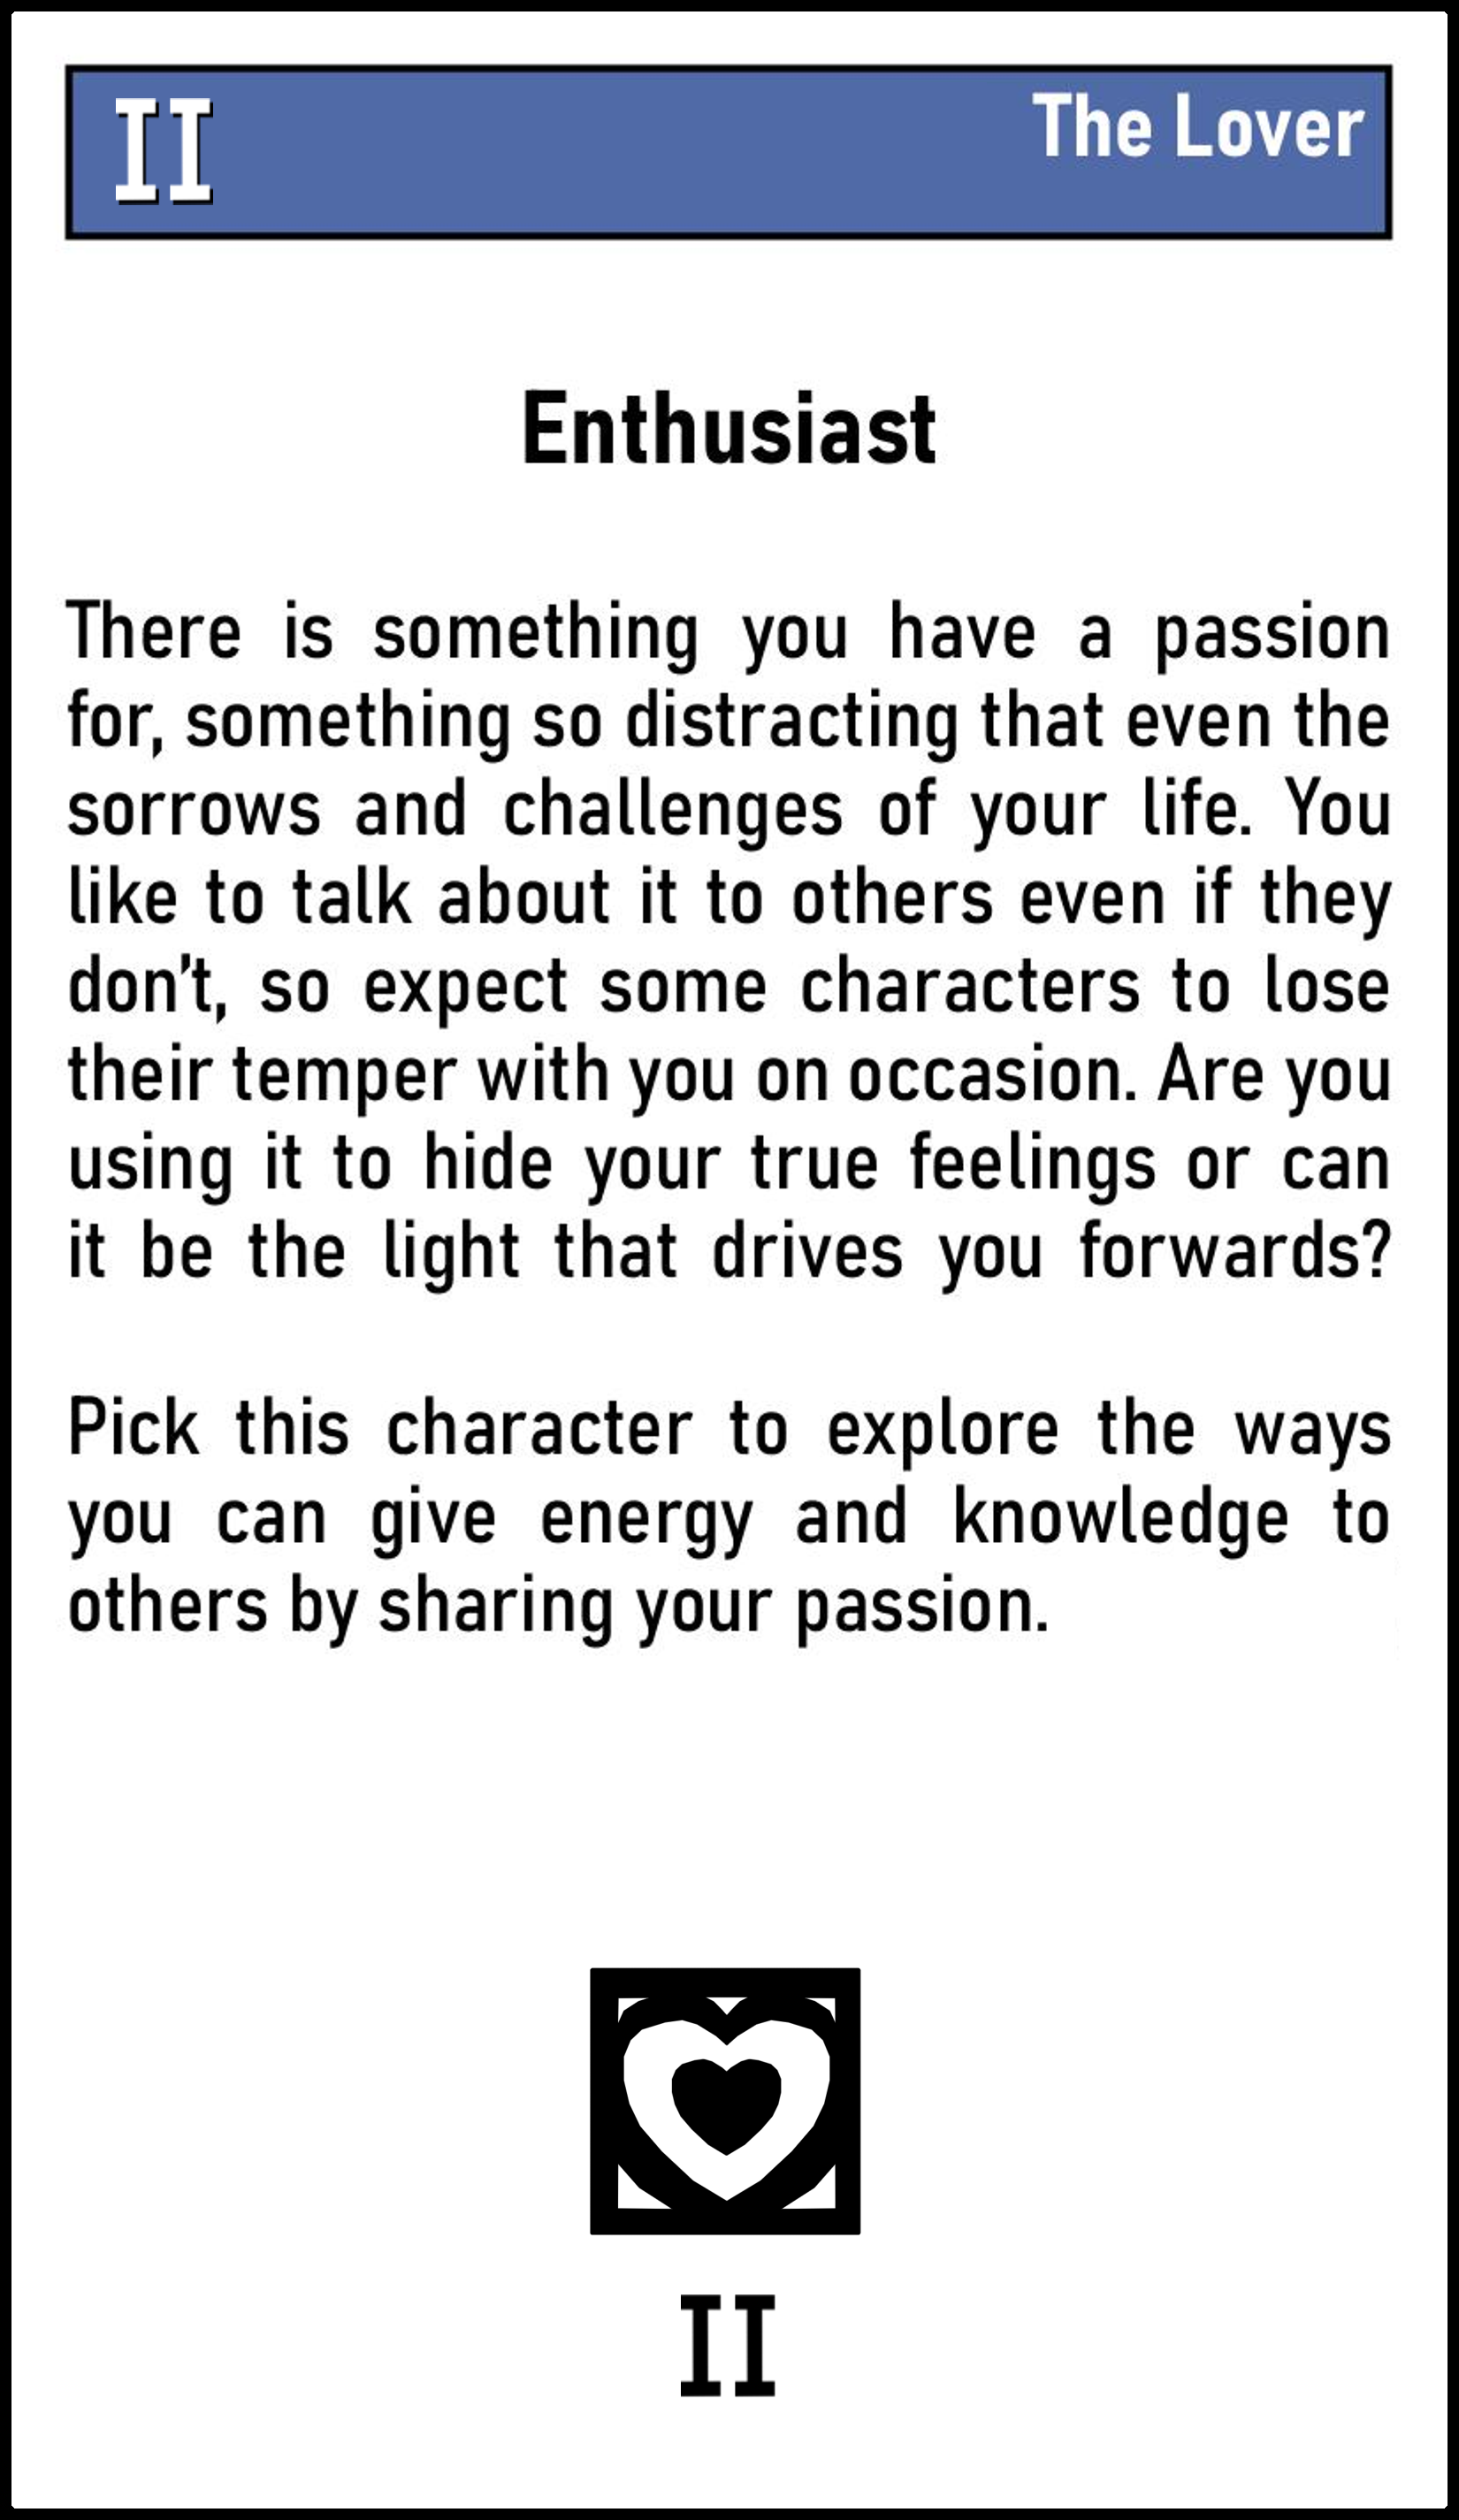 II
The Lover
Enthusiast
There is something you have a passion
for, something so distracting that even the
sorrows and challenges of your life. You
like to talk about it to others even if they
don't, so expect some characters to lose
their temper with you on occasion. Are you
using it to hide your true feelings or can
it be the light that drives you forwards?
Pick this character to explore the ways
you can give energy and knowledge to
others by sharing your passion.
II